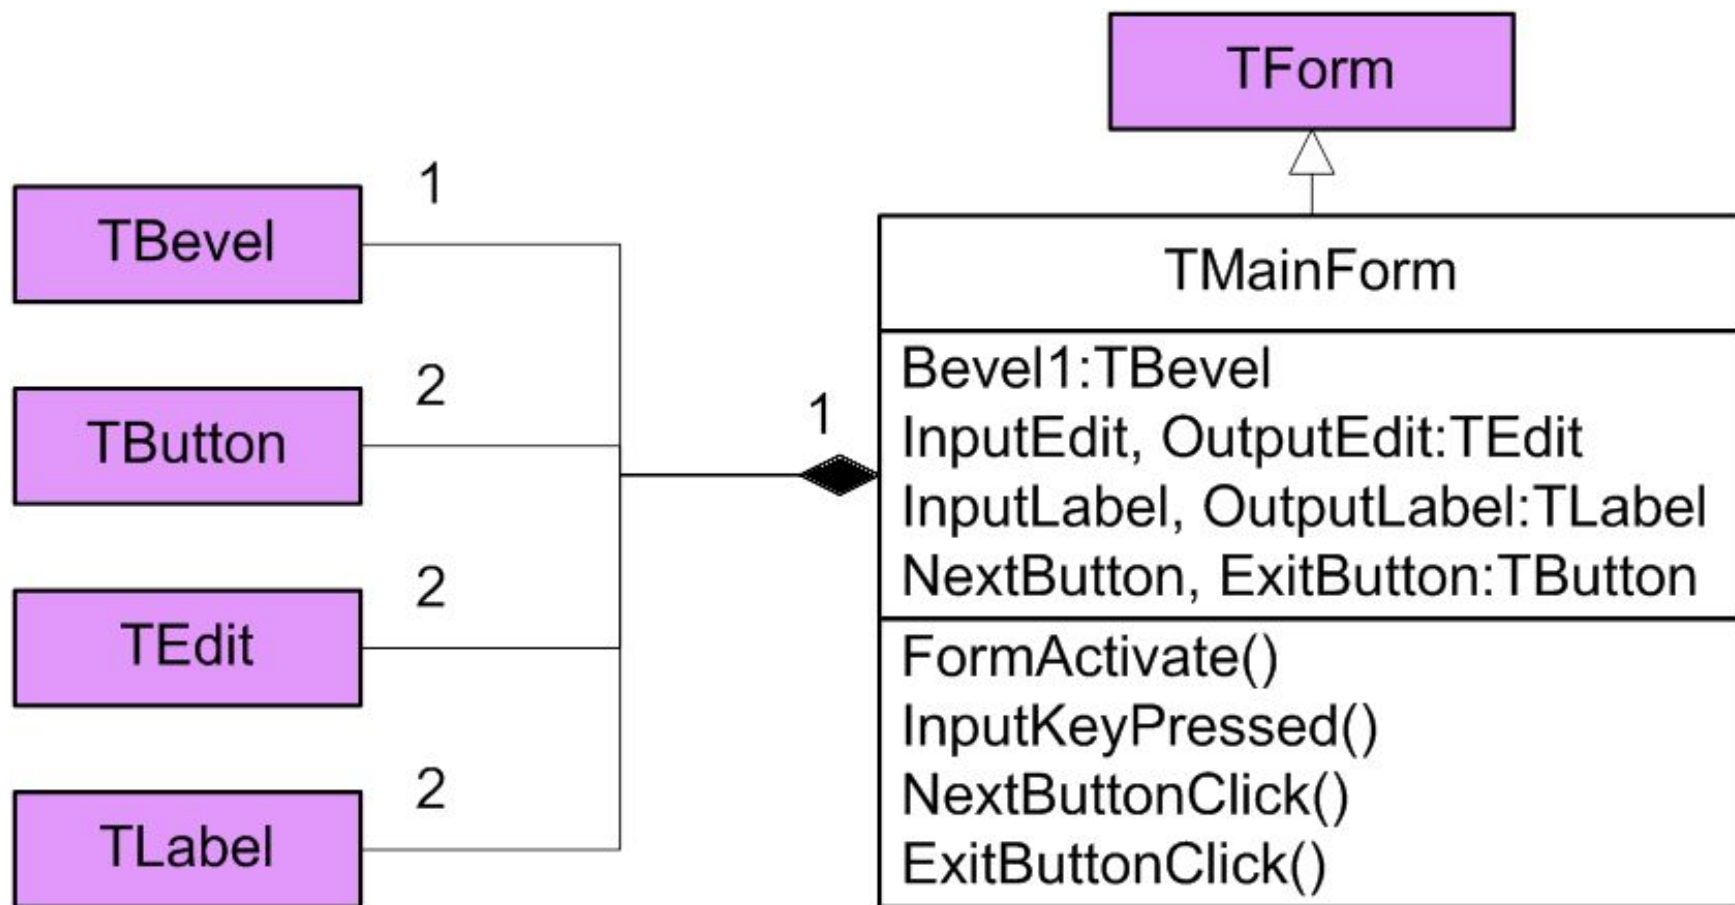 TForm
TBevel
1
TButton
2
TEdit
2
TLabel
2
1
TMainForm
Bevel1:TBevel
InputEdit, OutputEdit:TEdit
InputLabel, OutputLabel:TLabel
NextButton, ExitButton:TButton
FormActivate()
InputKeyPressed()
NextButtonClick()
ExitButtonClick()